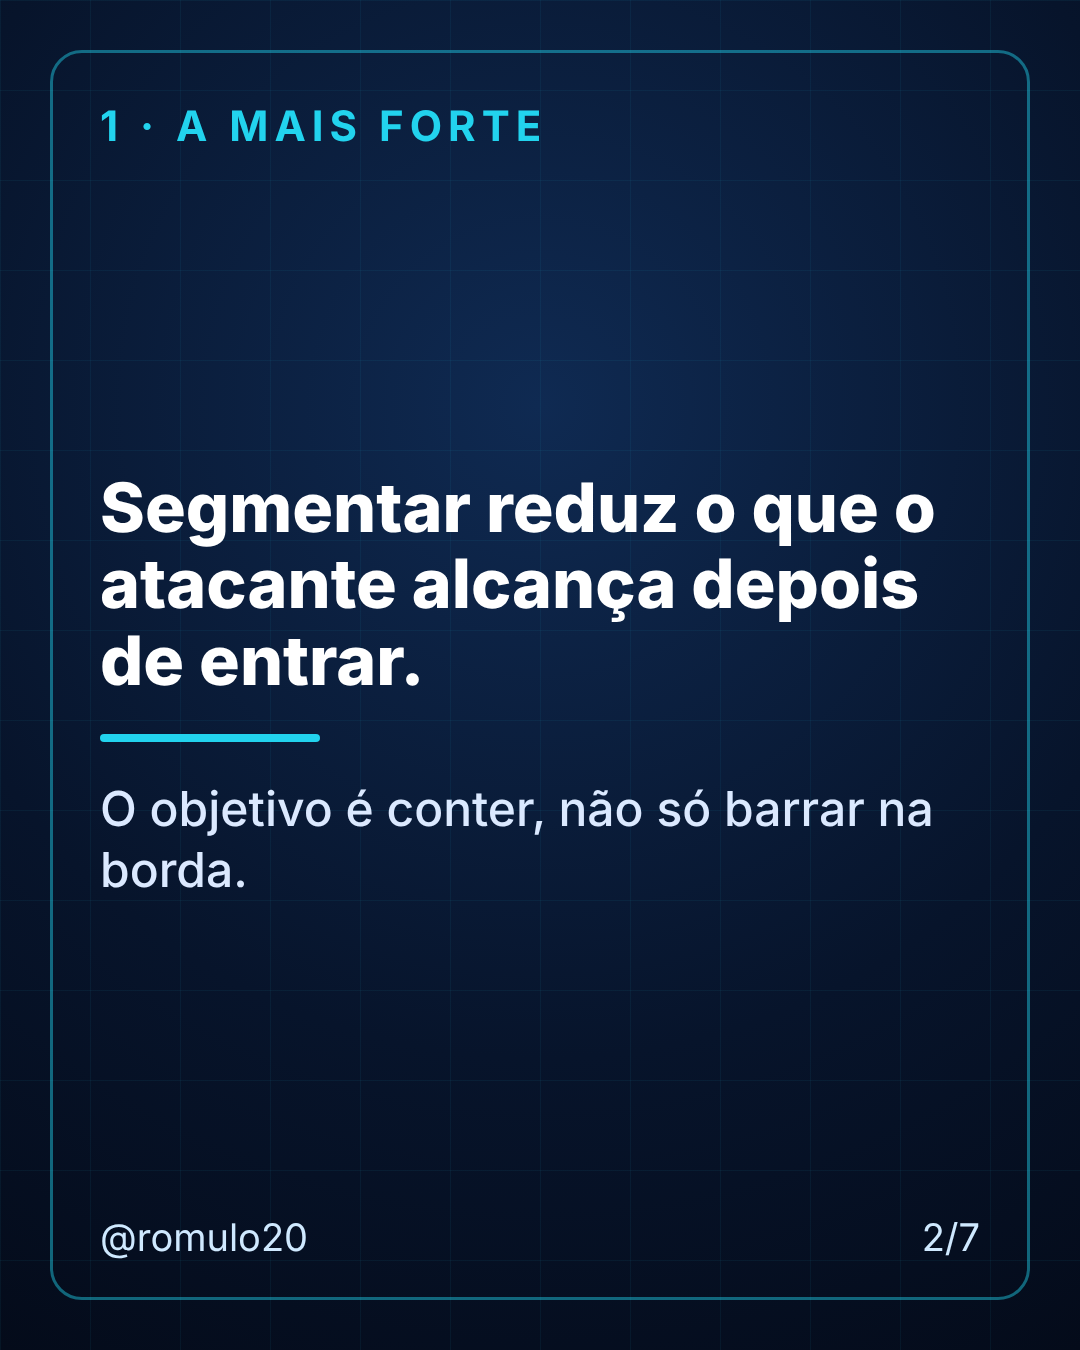 1 · A MAIS FORTE
Segmentar reduz o que o
atacante alcança depois
de entrar.
O objetivo é conter, não só barrar na
borda.
@romulo20
2/7